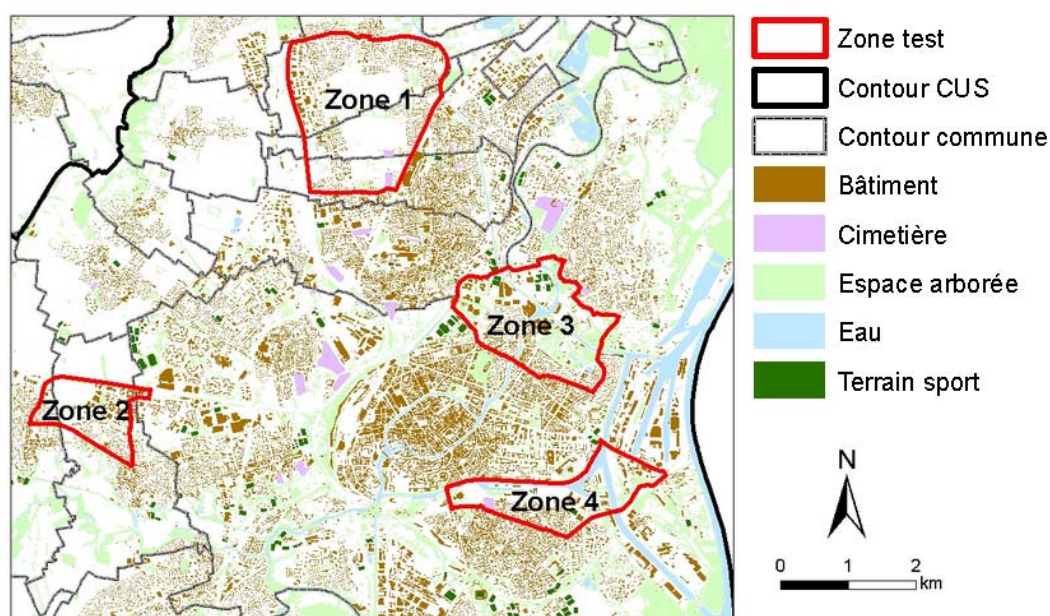 Zone 1
Zone 2
Zone 3
Zone 4
Zone test
Contour CUS
Contour commune
Bâtiment
Cimetière
Espace arborée
Eau
Terrain sport
N
0 1 2
km